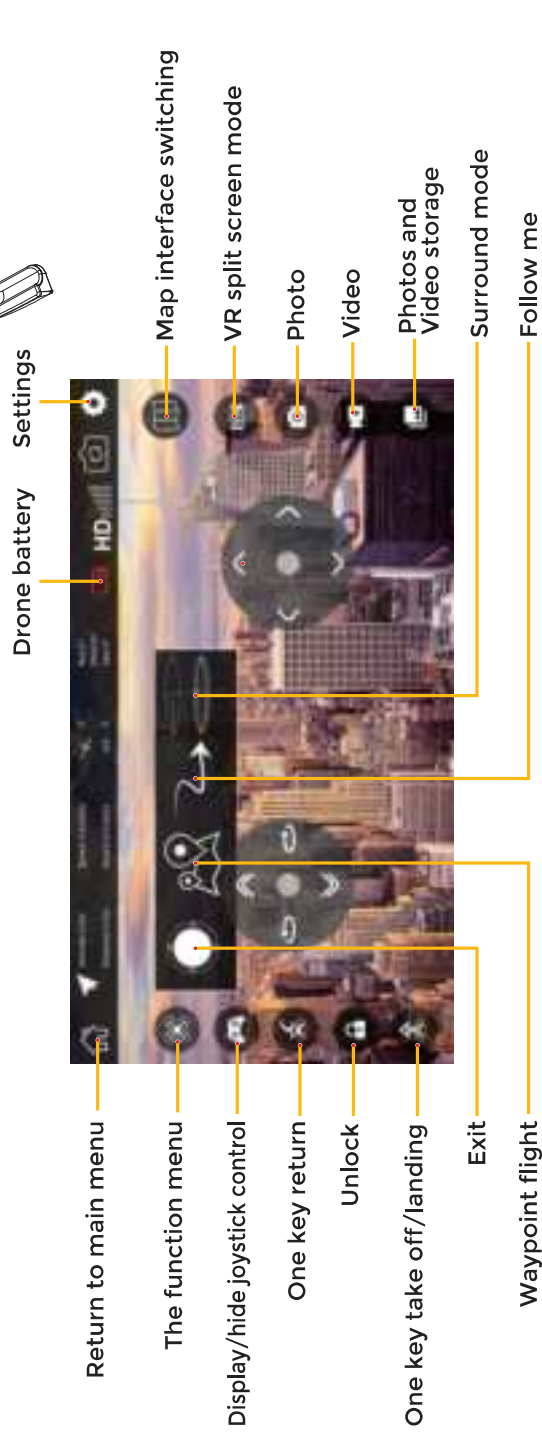 Drone battery
Settings
Return to main menu
The function menu
Display/hide joystick control
One key return
Unlock
One key take off/landing
Exit
Waypoint flight
HD
Map interface switching
VR split screen mode
Photo
Video
Photos and
Video storage
Surround mode
Follow me